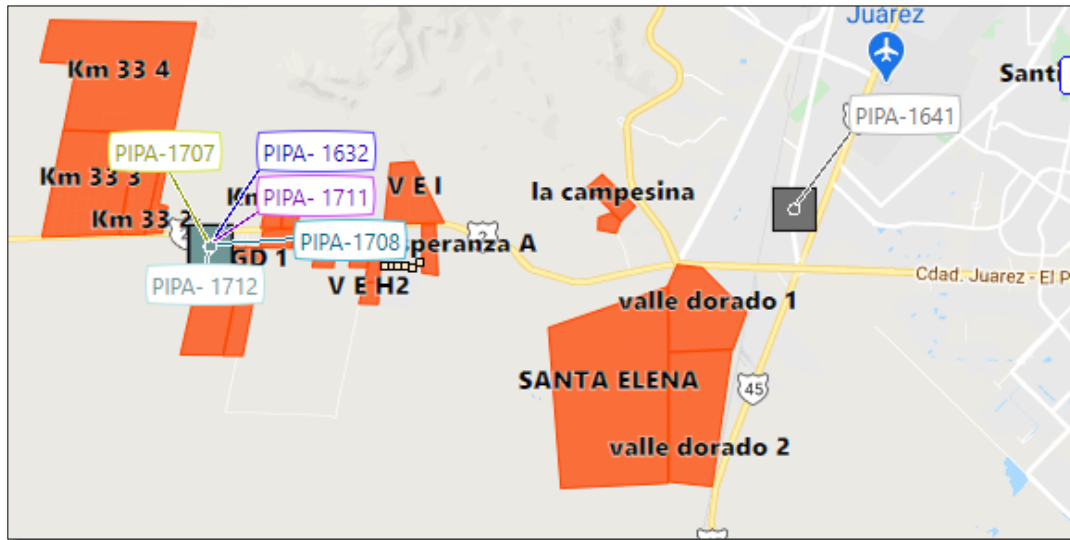 Juárez
Km 33 4
Santi
PIPA-1641
PIPA-1707
PIPA- 1632
Km 33 3
V E I
PIPA- 1711
la campesina
Km 33 2
2
PIPA-1708
peranza A
GD 1
Cdad. Juarez - El P
PIPA- 1712
V E H2
valle dorado 1
SANTA ELENA
45
valle dorado 2